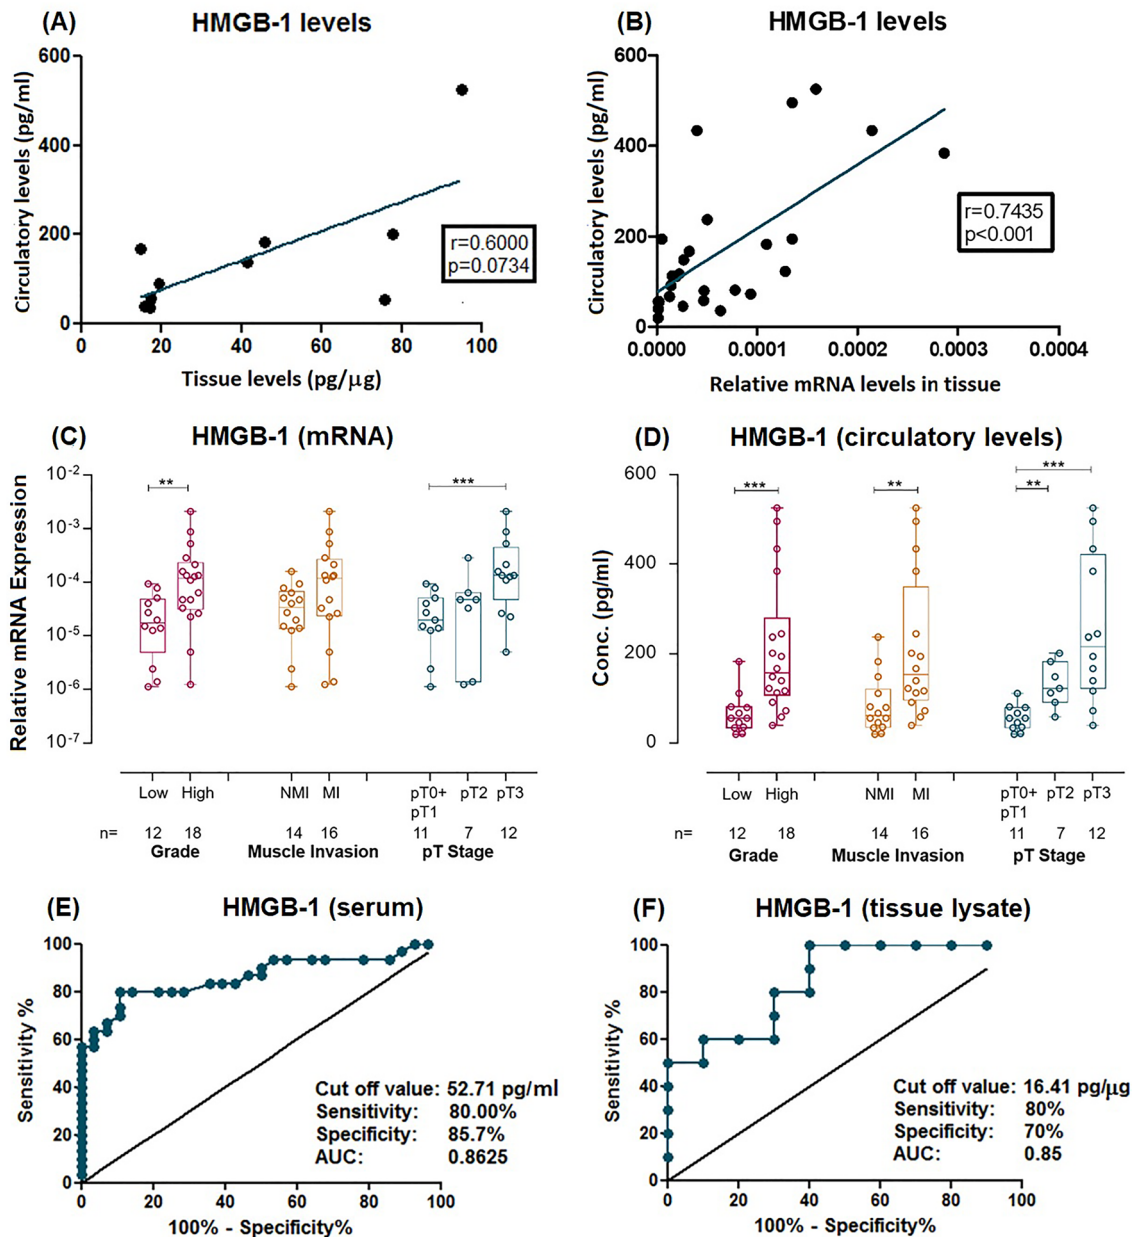 (A)
HMGB-1 levels
Circulatory levels (pg/ml)
600
400
200
0
0 20 40 60 80 100
Tissue levels (pg/μg)
r=0.6000
p=0.0734
(B)
HMGB-1 levels
Circulatory levels (pg/ml)
600
400
200
0
0.0000 0.0001 0.0002 0.0003 0.0004
Relative mRNA levels in tissue
r=0.7435
p<0.001
(C)
HMGB-1 (mRNA)
Relative mRNA Expression
10-2
10-3
10-4
10-5
10-6
10-7
** ***
Low High NMI MI pT0+ pT2 pT3
pT1
n= 12 18 14 16 11 7 12
Grade Muscle Invasion pT Stage
(D)
HMGB-1 (circulatory levels)
Conc. (pg/ml)
600
400
200
0
*** ** ** ***
Low High NMI MI pT0+ pT2 pT3
pT1
n= 12 18 14 16 11 7 12
Grade Muscle Invasion pT Stage
(E)
HMGB-1 (serum)
Sensitivity %
100
80
60
40
20
0
0 20 40 60 80 100
100% - Specificity%
Cut off value: 52.71 pg/ml
Sensitivity: 80.00%
Specificity: 85.7%
AUC: 0.8625
(F)
HMGB-1 (tissue lysate)
Sensitivity %
100
80
60
40
20
0
0 20 40 60 80 100
100% - Specificity%
Cut off value: 16.41 pg/μg
Sensitivity: 80%
Specificity: 70%
AUC: 0.85